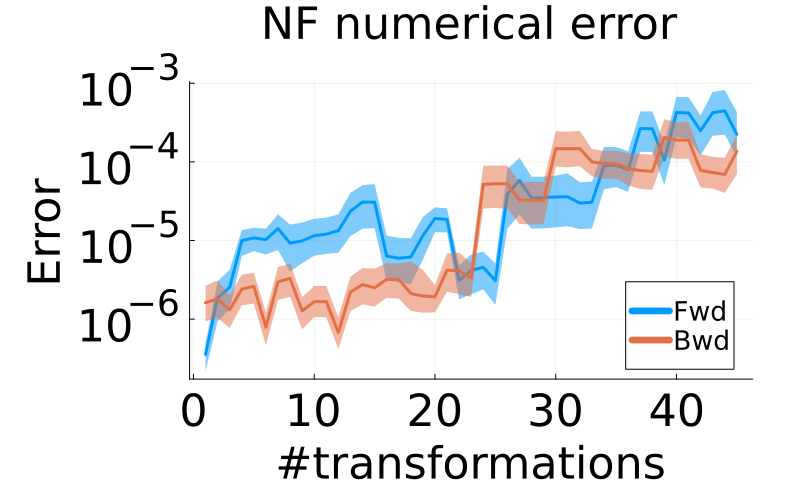 NF numerical error
10⁻³
10⁻⁴
10⁻⁵
10⁻⁶
Error
Fwd
Bwd
0 10 20 30 40
#transformations